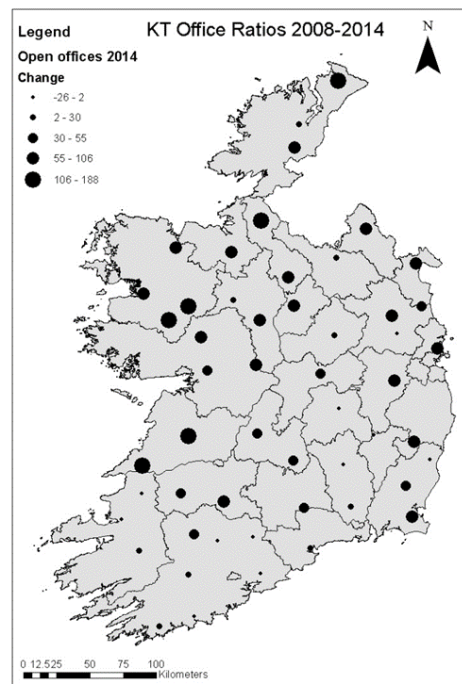 KT Office Ratios 2008-2014
N
Legend
Open offices 2014
Change
-26 - 2
2 - 30
30 - 55
55 - 106
106 - 188
0 12.525 50 75 100
Kilometers